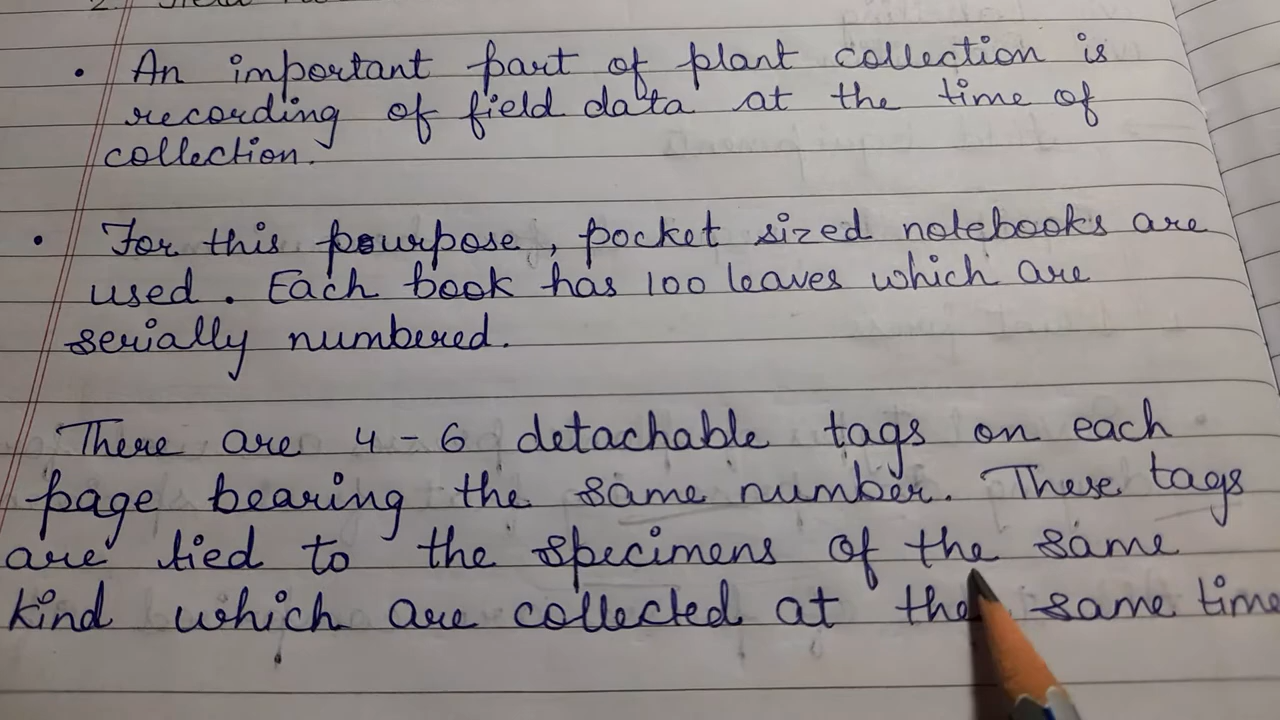 • An important part of plant collection is
recording of field data at the time of
collection.
• For this pourpose, pocket sized notebooks are
used. Each book has 100 leaves which are
serially numbered.
There are 4-6 detachable tags on each
page bearing the same number. These tags
are tied to the specimens of the same
kind which are collected at the same time